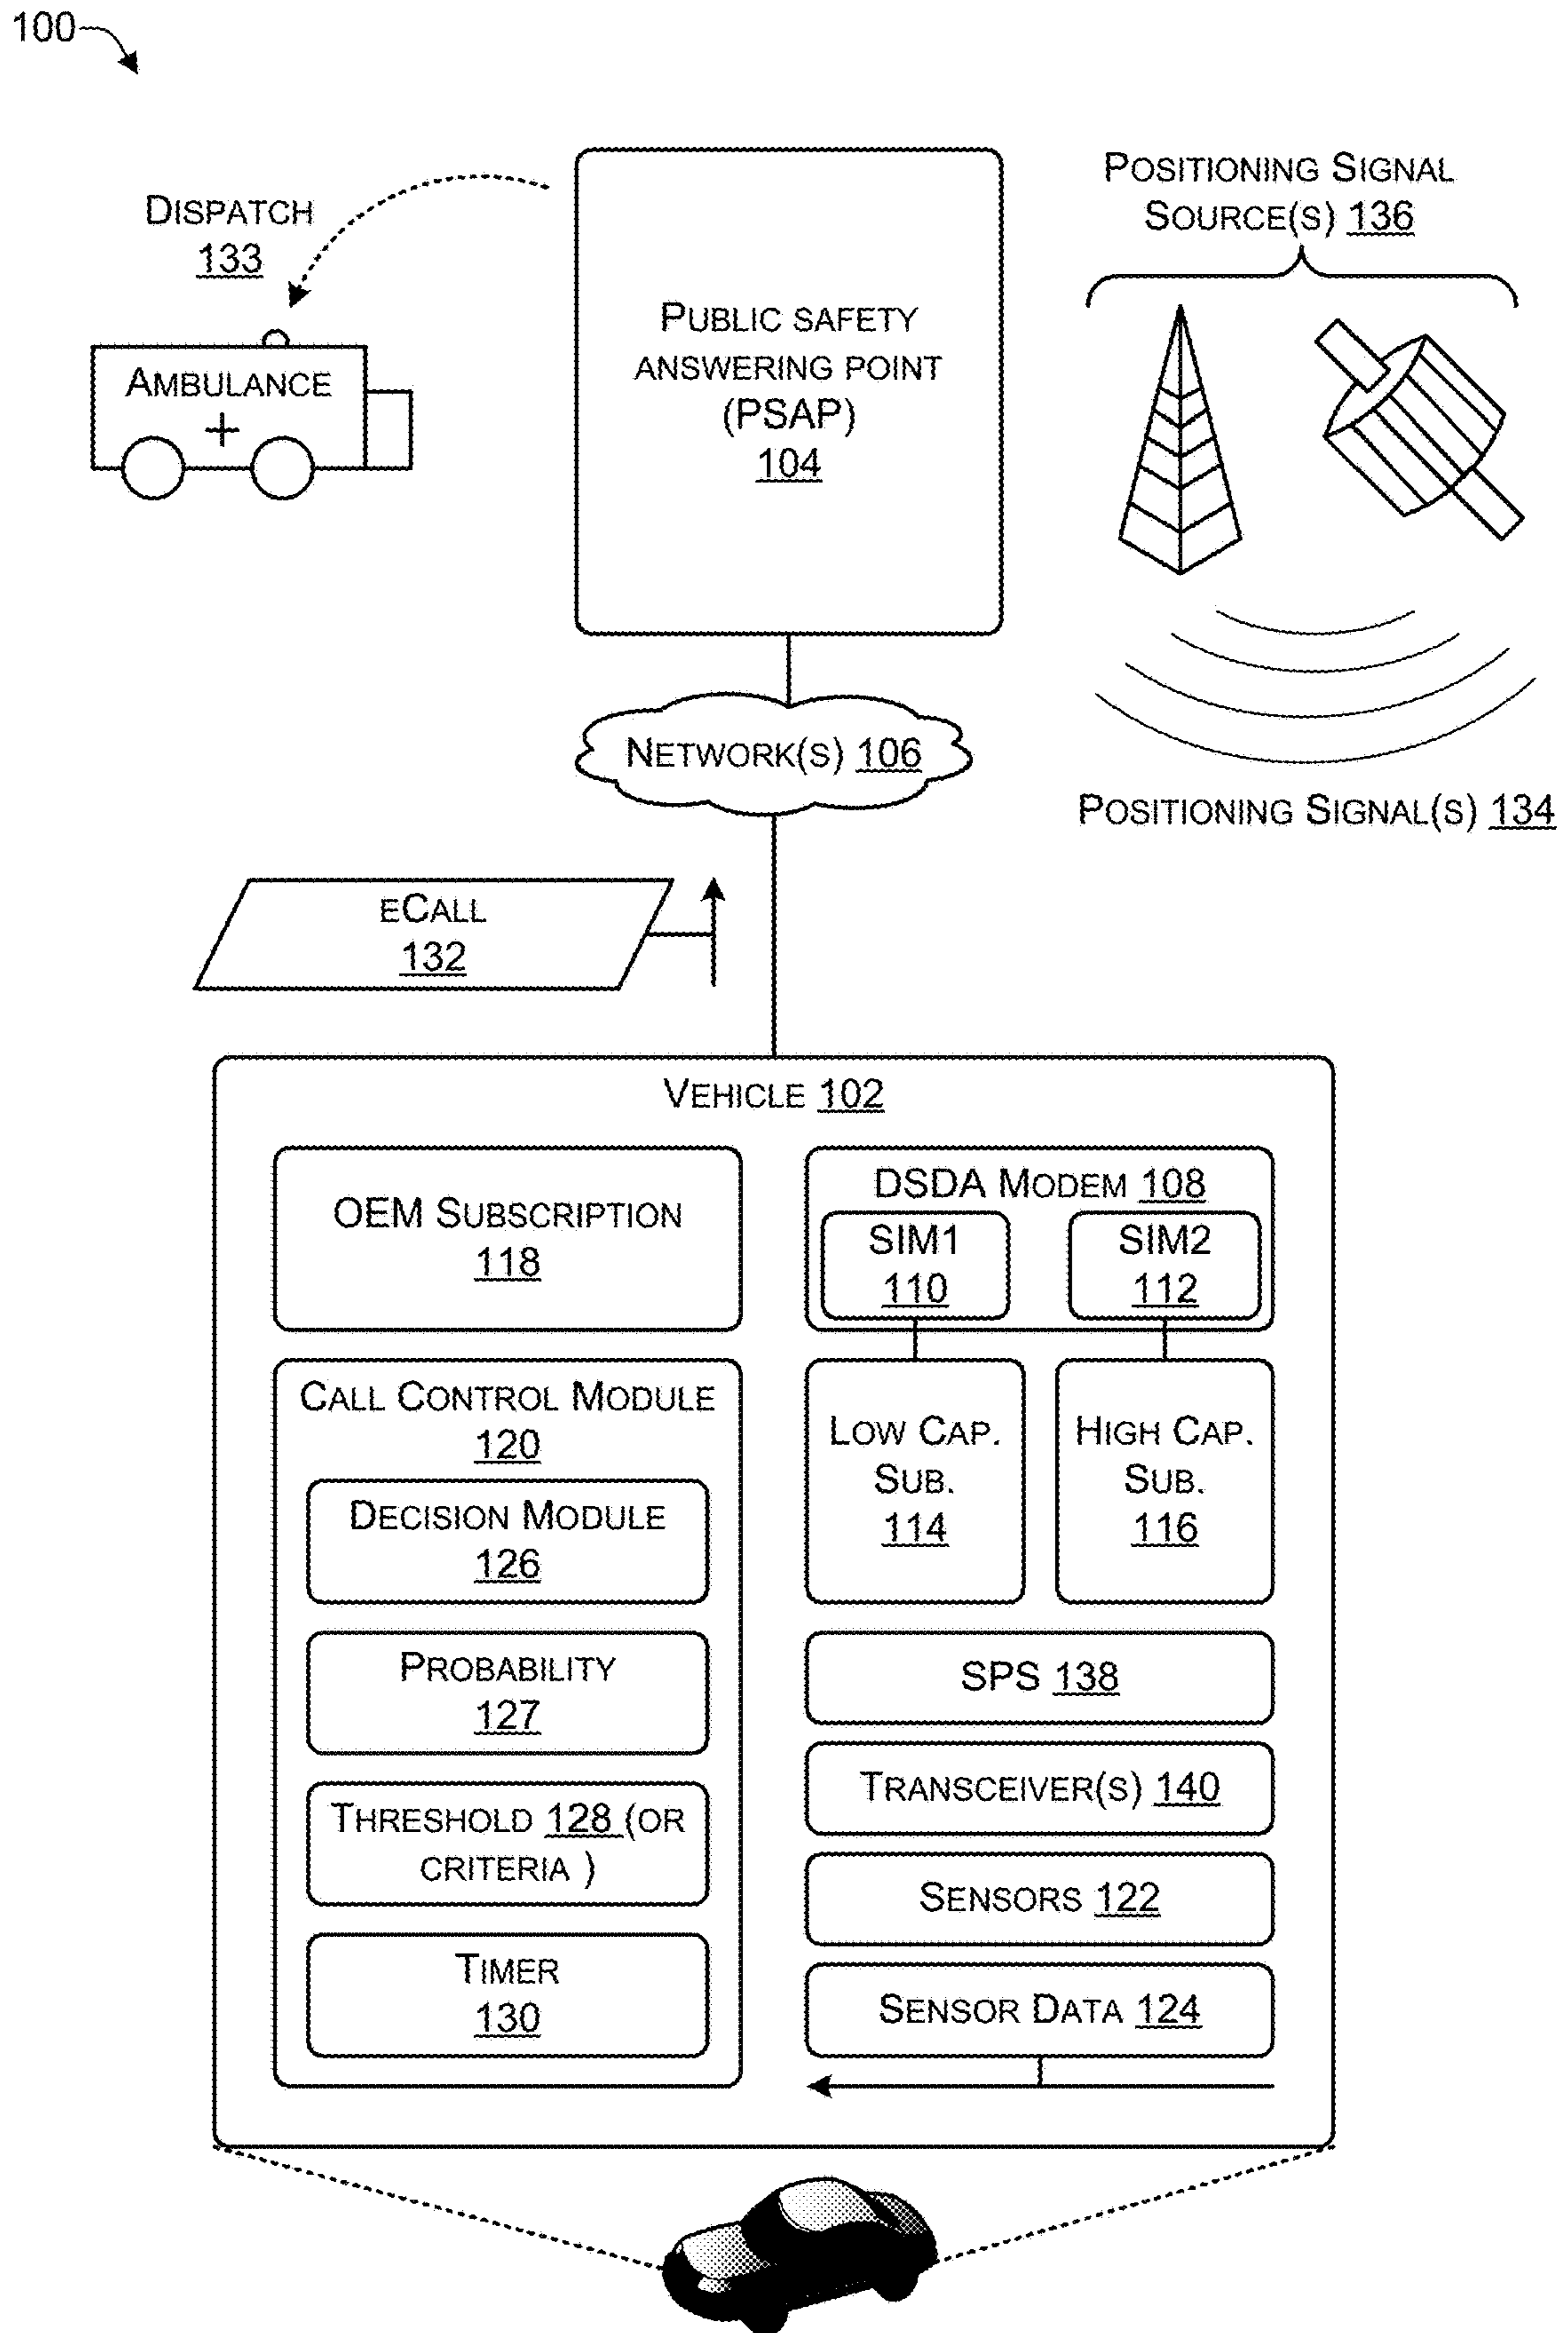 100
DISPATCH
133
AMBULANCE
+
PUBLIC SAFETY
ANSWERING POINT
(PSAP)
104
POSITIONING SIGNAL
SOURCE(S) 136
NETWORK(S) 106
POSITIONING SIGNAL(S) 134
ECALL
132
VEHICLE 102
OEM SUBSCRIPTION
118
DSDA MODEM 108
SIM1
110
SIM2
112
CALL CONTROL MODULE
120
DECISION MODULE
126
PROBABILITY
127
THRESHOLD 128 (OR
CRITERIA )
TIMER
130
LOW CAP.
SUB.
114
HIGH CAP.
SUB.
116
SPS 138
TRANSCEIVER(S) 140
SENSORS 122
SENSOR DATA 124